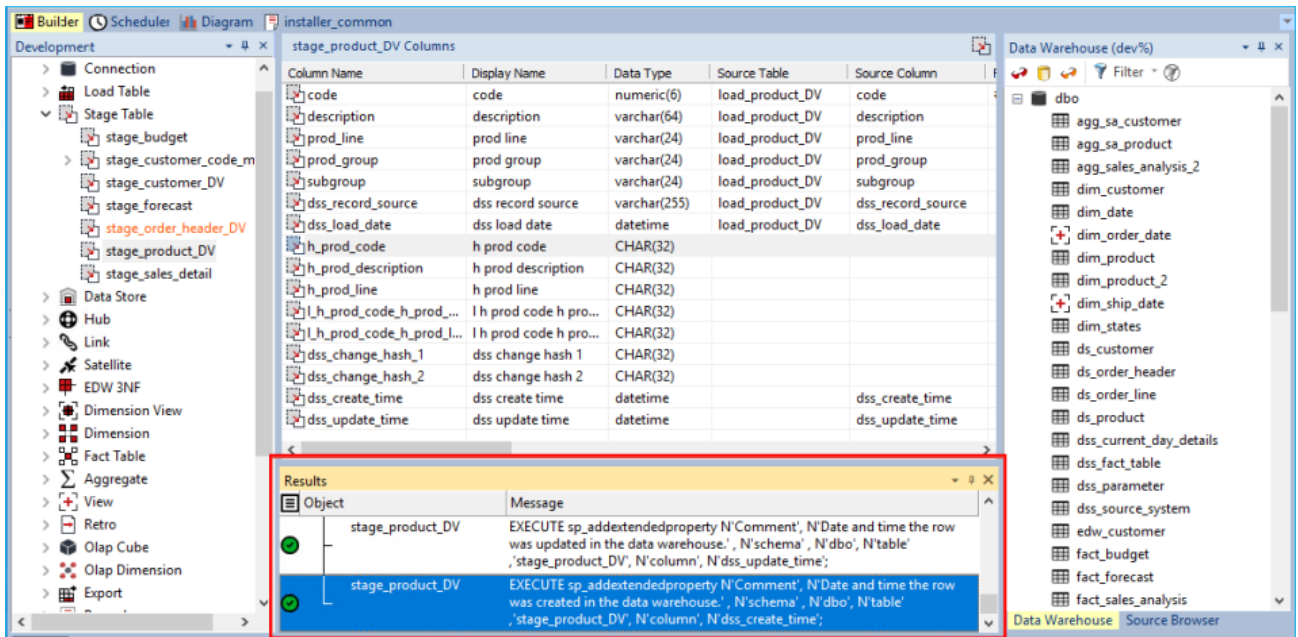 Builder Scheduler Diagram installer_common
Development
Connection
Load Table
Stage Table
stage_budget
stage_customer_code_m
stage_customer_DV
stage_forecast
stage_order_header_DV
stage_product_DV
stage_sales_detail
Data Store
Hub
Link
Satellite
EDW 3NF
Dimension View
Dimension
Fact Table
Aggregate
View
Retro
Olap Cube
Olap Dimension
Export
stage_product_DV Columns
Column Name Display Name Data Type Source Table Source Column
code code numeric(6) load_product_DV code
description description varchar(64) load_product_DV description
prod_line prod line varchar(24) load_product_DV prod_line
prod_group prod group varchar(24) load_product_DV prod_group
subgroup subgroup varchar(24) load_product_DV subgroup
dss_record_source dss record source varchar(255) load_product_DV dss_record_source
dss_load_date dss load date datetime load_product_DV dss_load_date
h_prod_code h prod code CHAR(32)
h_prod_description h prod description CHAR(32)
h_prod_line h prod line CHAR(32)
l_h_prod_code_h_prod_... l h prod code h pro... CHAR(32)
l_h_prod_code_h_prod_l... l h prod code h pro... CHAR(32)
dss_change_hash_1 dss change hash 1 CHAR(32)
dss_change_hash_2 dss change hash 2 CHAR(32)
dss_create_time dss create time datetime dss_create_time
dss_update_time dss update time datetime dss_update_time
Results
Object Message
stage_product_DV EXECUTE sp_addextendedproperty N'Comment', N'Date and time the row
was updated in the data warehouse.' , N'schema' , N'dbo', N'table'
,'stage_product_DV', N'column', N'dss_update_time';
stage_product_DV EXECUTE sp_addextendedproperty N'Comment', N'Date and time the row
was created in the data warehouse.' , N'schema' , N'dbo', N'table'
,'stage_product_DV', N'column', N'dss_create_time';
Data Warehouse (dev%)
Filter
dbo
agg_sa_customer
agg_sa_product
agg_sales_analysis_2
dim_customer
dim_date
dim_order_date
dim_product
dim_product_2
dim_ship_date
dim_states
ds_customer
ds_order_header
ds_order_line
ds_product
dss_current_day_details
dss_fact_table
dss_parameter
dss_source_system
edw_customer
fact_budget
fact_forecast
fact_sales_analysis
Data Warehouse Source Browser